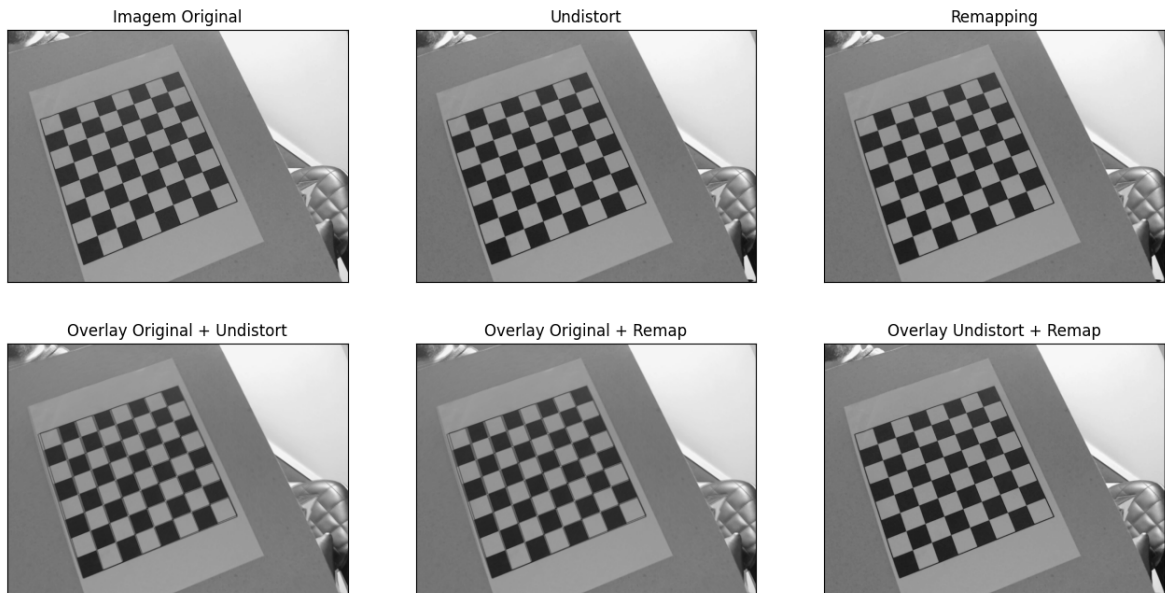 Imagem Original
Undistort
Remapping
Overlay Original + Undistort
Overlay Original + Remap
Overlay Undistort + Remap